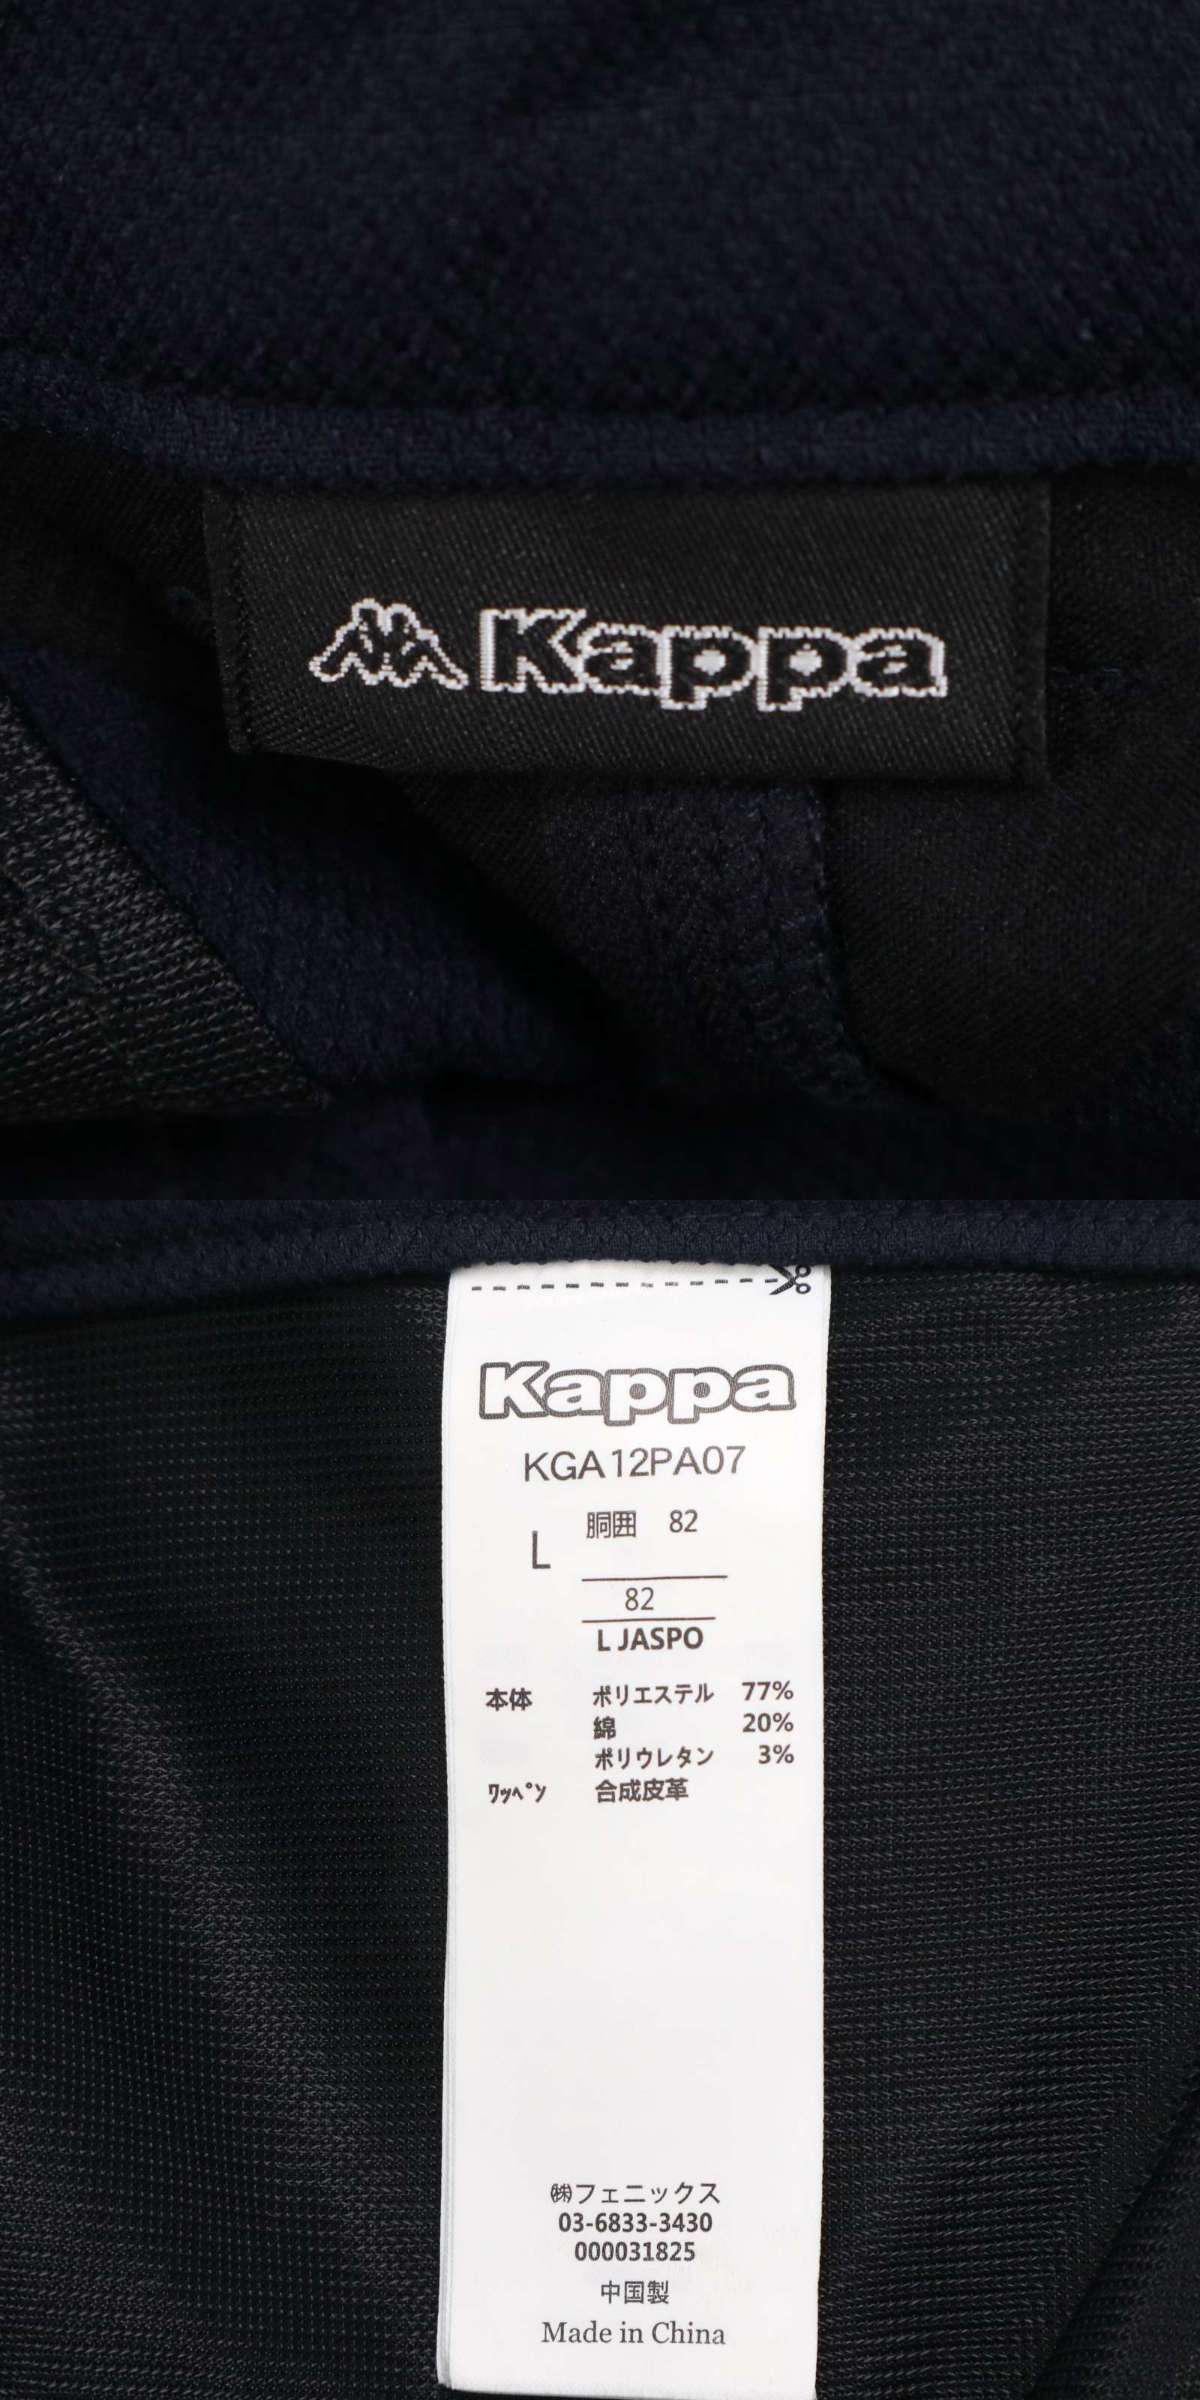 Kappa
Kappa
KGA12PA07
L
胴囲 82
82
L JASPO
本体 ポリエステル 77%
綿 20%
ポリウレタン 3%
ﾜｯﾍﾟﾝ 合成皮革
㈱フェニックス
03-6833-3430
000031825
中国製
Made in China